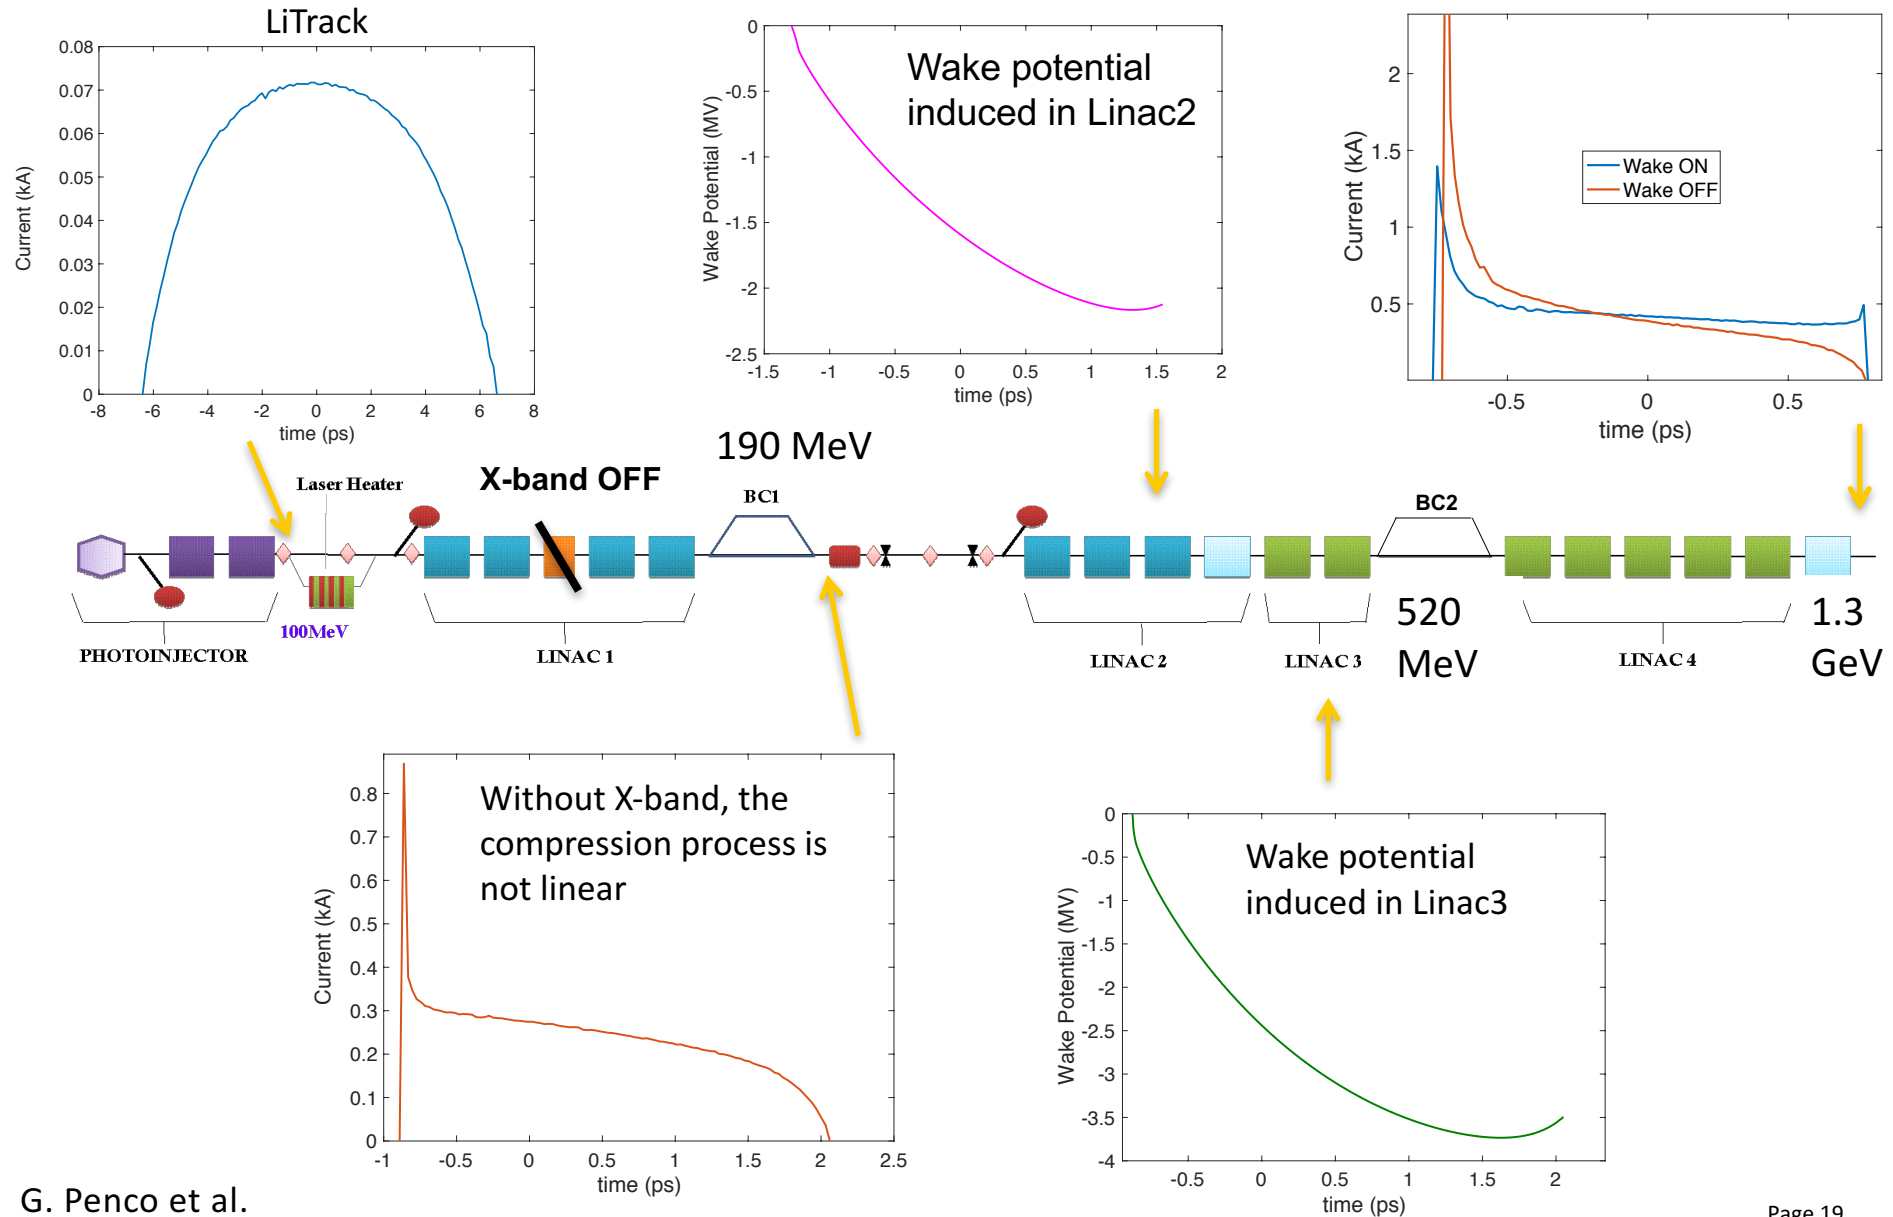 LiTrack
0.08
0.07
0.06
0.05
0.04
0.03
0.02
0.01
0
Current (kA)
-8 -6 -4 -2 0 2 4 6 8
time (ps)
Wake potential
induced in Linac2
0
-0.5
-1
-1.5
-2
-2.5
Wake Potential (MV)
-1.5 -1 -0.5 0 0.5 1 1.5 2
time (ps)
2
1.5
1
0.5
Current (kA)
Wake ON
Wake OFF
-0.5 0 0.5
time (ps)
Laser Heater
X-band OFF
190 MeV
BC1
BC2
100MeV
PHOTOINJECTOR
LINAC 1
LINAC 2
LINAC 3
520
MeV
LINAC 4
1.3
GeV
Without X-band, the
compression process is
not linear
0.8
0.7
0.6
0.5
0.4
0.3
0.2
0.1
0
Current (kA)
-1 -0.5 0 0.5 1 1.5 2 2.5
time (ps)
Wake potential
induced in Linac3
0
-0.5
-1
-1.5
-2
-2.5
-3
-3.5
-4
Wake Potential (MV)
-0.5 0 0.5 1 1.5 2
time (ps)
G. Penco et al.
Page 19